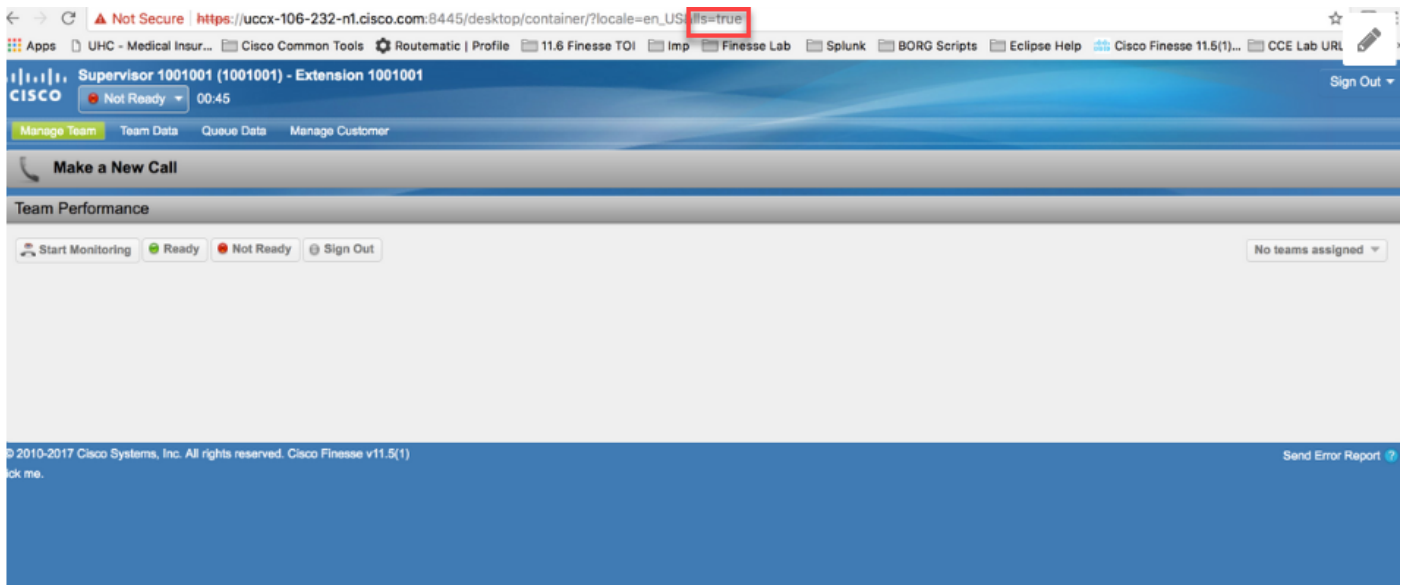 Not Secure https://uccx-106-232-n1.cisco.com:8445/desktop/container/?locale=en_US&lls=true
Apps UHC - Medical Insur... Cisco Common Tools Routematic | Profile 11.6 Finesse TOI Imp Finesse Lab Splunk BORG Scripts Eclipse Help Cisco Finesse 11.5(1)... CCE Lab URL
CISCO
Supervisor 1001001 (1001001) - Extension 1001001
Sign Out
Not Ready 00:45
Manage Team Team Data Queue Data Manage Customer
Make a New Call
Team Performance
Start Monitoring Ready Not Ready Sign Out No teams assigned
© 2010-2017 Cisco Systems, Inc. All rights reserved. Cisco Finesse v11.5(1) Send Error Report ?
ick me.